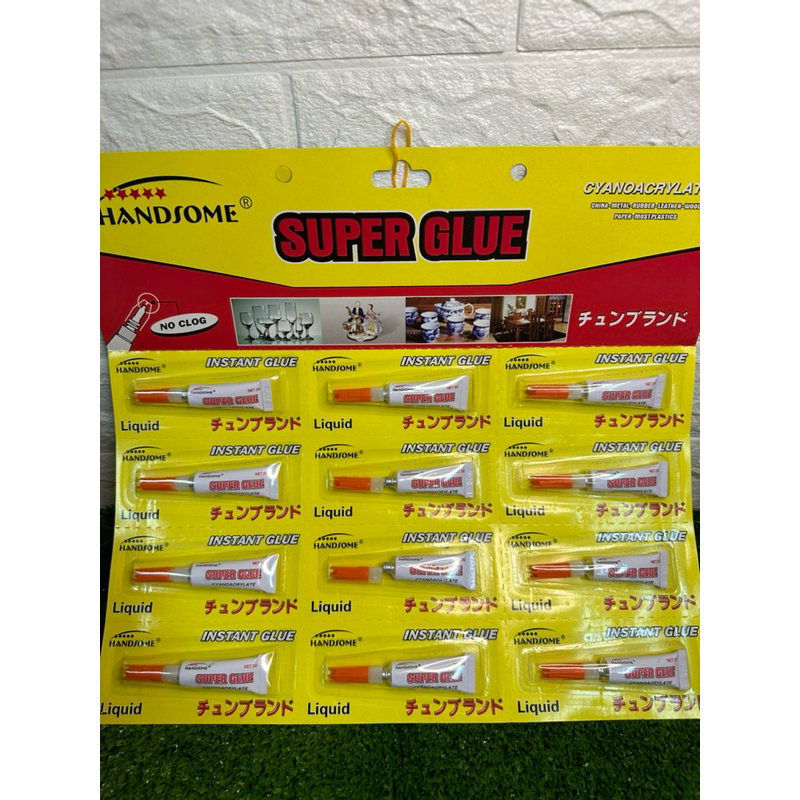 HANDSOME®
SUPER GLUE
CYANOACRYLAT
CHINA-METAL-RUBBER-LEATHER-WOOD
PAPER-MOST PLASTICS
NO CLOG
チュンブランド
HANDSOME® INSTANT GLUE
SUPER GLUE
Liquid チュンブランド
HANDSOME® INSTANT GLUE
SUPER GLUE
Liquid チュンブランド
HANDSOME® INSTANT GLUE
SUPER GLUE
Liquid チュンブランド
HANDSOME® INSTANT GLUE
SUPER GLUE
CYANOACRYLATE
Liquid チュンブランド
HANDSOME® INSTANT GLUE
SUPER GLUE
CYANOACRYLATE
Liquid チュンブランド
HANDSOME® INSTANT GLUE
SUPER GLUE
Liquid チュンブランド
HANDSOME® INSTANT GLUE
SUPER GLUE
CYANOACRYLATE
Liquid チュンブランド
HANDSOME® INSTANT GLUE
CYANOACRYLATE
Liquid チュンブランド
HANDSOME® INSTANT GLUE
SUPER GLUE
Liquid チュンブランド
HANDSOME® INSTANT GLUE
SUPER GLUE
CYANOACRYLATE
Liquid チュンブランド
HANDSOME® INSTANT GLUE
SUPER GLUE
CYANOACRYLATE
Liquid チュンブランド
HANDSOME® INSTANT GLUE
SUPER GLUE
Liquid チュンブランド